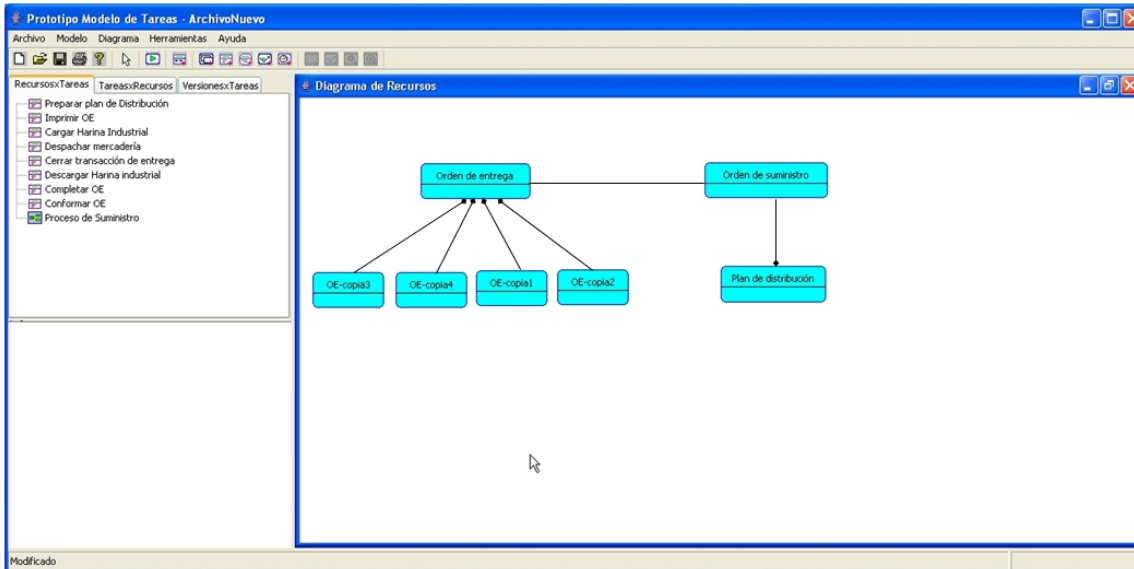 Prototipo Modelo de Tareas - ArchivoNuevo
Archivo Modelo Diagrama Herramientas Ayuda
RecursosxTareas TareasxRecursos VersionesxTareas
Preparar plan de Distribución
Imprimir OE
Cargar Harina Industrial
Despachar mercadería
Cerrar transacción de entrega
Descargar Harina industrial
Completar OE
Conformar OE
Proceso de Suministro
Diagrama de Recursos
Orden de entrega
Orden de suministro
OE-copia3
OE-copia4
OE-copia1
OE-copia2
Plan de distribución
Modificado